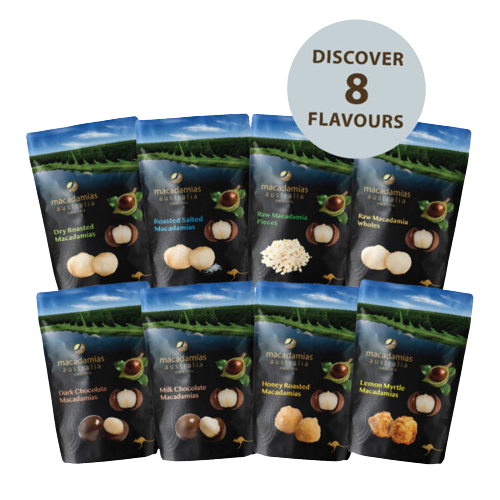 DISCOVER
8
FLAVOURS
macadamias
australia
Dry Roasted
Macadamias
macadamias
australia
Roasted Salted
Macadamias
macadamias
australia
Raw Macadamia
Pieces
macadamias
australia
Raw Macadamia
Wholes
macadamias
australia
Dark Chocolate
Macadamias
macadamias
australia
Milk Chocolate
Macadamias
macadamias
australia
Honey Roasted
Macadamias
macadamias
australia
Lemon Myrtle
Macadamias